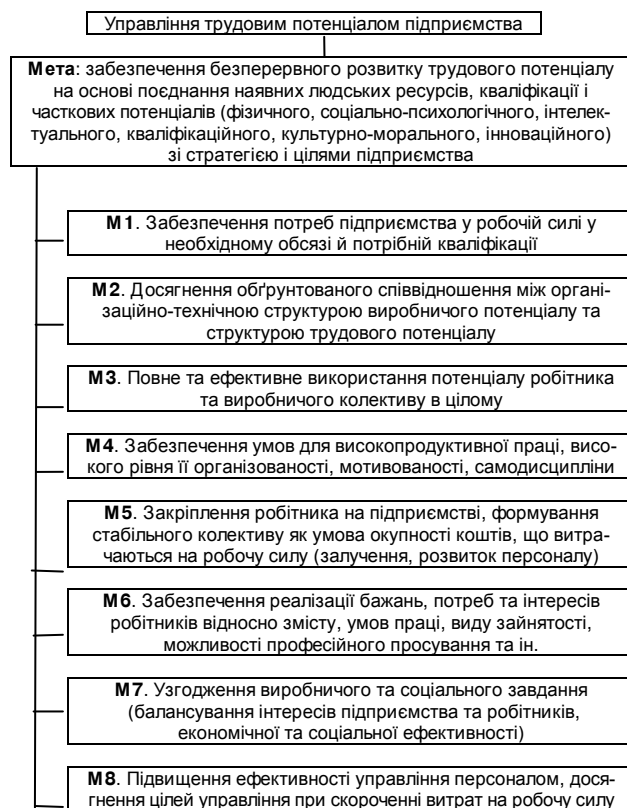 Управління трудовим потенціалом підприємства
Мета: забезпечення безперервного розвитку трудового потенціалу
на основі поєднання наявних людських ресурсів, кваліфікації і
часткових потенціалів (фізичного, соціально-психологічного, інтелек-
туального, кваліфікаційного, культурно-морального, інноваційного)
зі стратегією і цілями підприємства
М1. Забезпечення потреб підприємства у робочій силі у
необхідному обсязі й потрібній кваліфікації
М2. Досягнення обґрунтованого співвідношення між органі-
заційно-технічною структурою виробничого потенціалу та
структурою трудового потенціалу
М3. Повне та ефективне використання потенціалу робітника
та виробничого колективу в цілому
М4. Забезпечення умов для високопродуктивної праці, висо-
кого рівня її організованості, мотивованості, самодисципліни
М5. Закріплення робітника на підприємстві, формування
стабільного колективу як умова окупності коштів, що витра-
чаються на робочу силу (залучення, розвиток персоналу)
М6. Забезпечення реалізації бажань, потреб та інтересів
робітників відносно змісту, умов праці, виду зайнятості,
можливості професійного просування та ін.
М7. Узгодження виробничого та соціального завдання
(балансування інтересів підприємства та робітників,
економічної та соціальної ефективності)
М8. Підвищення ефективності управління персоналом, дося-
гнення цілей управління при скороченні витрат на робочу силу